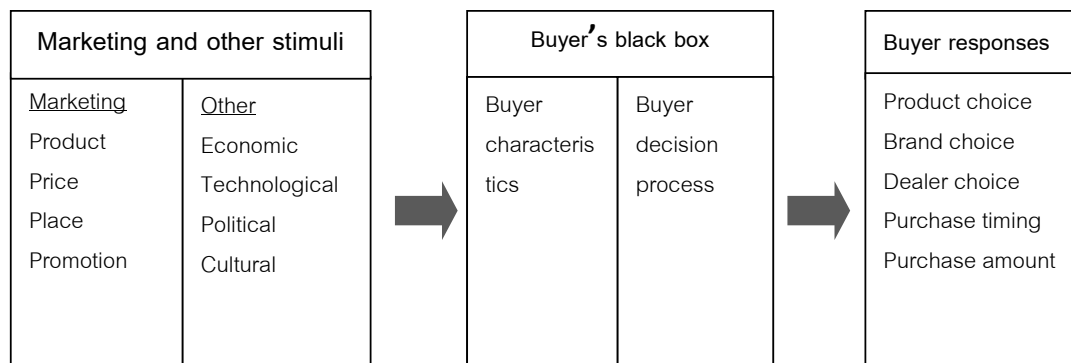 Marketing and other stimuli
Marketing
Product
Price
Place
Promotion
Other
Economic
Technological
Political
Cultural
Buyer's black box
Buyer
characteris
tics
Buyer
decision
process
Buyer responses
Product choice
Brand choice
Dealer choice
Purchase timing
Purchase amount